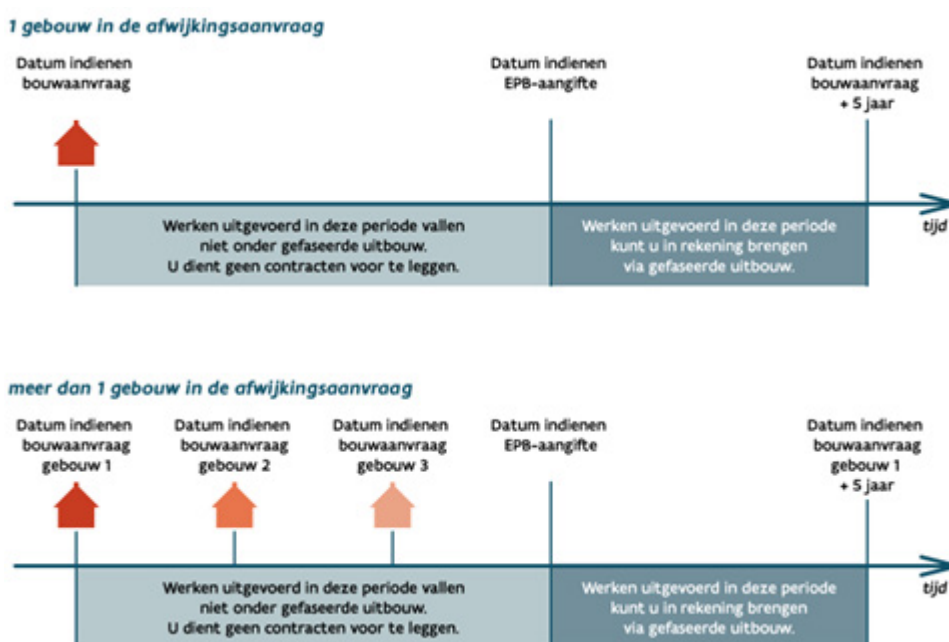 1 gebouw in de afwijkingsaanvraag
Datum indienen
bouwaanvraag
Datum indienen
EPB-aangifte
Datum indienen
bouwaanvraag
+ 5 jaar
Werken uitgevoerd in deze periode vallen
niet onder gefaseerde uitbouw.
U dient geen contracten voor te leggen.
Werken uitgevoerd in deze periode
kunt u in rekening brengen
via gefaseerde uitbouw.
tijd
meer dan 1 gebouw in de afwijkingsaanvraag
Datum indienen
bouwaanvraag
gebouw 1
Datum indienen
bouwaanvraag
gebouw 2
Datum indienen
bouwaanvraag
gebouw 3
Datum indienen
EPB-aangifte
Datum indienen
bouwaanvraag
gebouw 1
+ 5 jaar
Werken uitgevoerd in deze periode vallen
niet onder gefaseerde uitbouw.
U dient geen contracten voor te leggen.
Werken uitgevoerd in deze periode
kunt u in rekening brengen
via gefaseerde uitbouw.
tijd